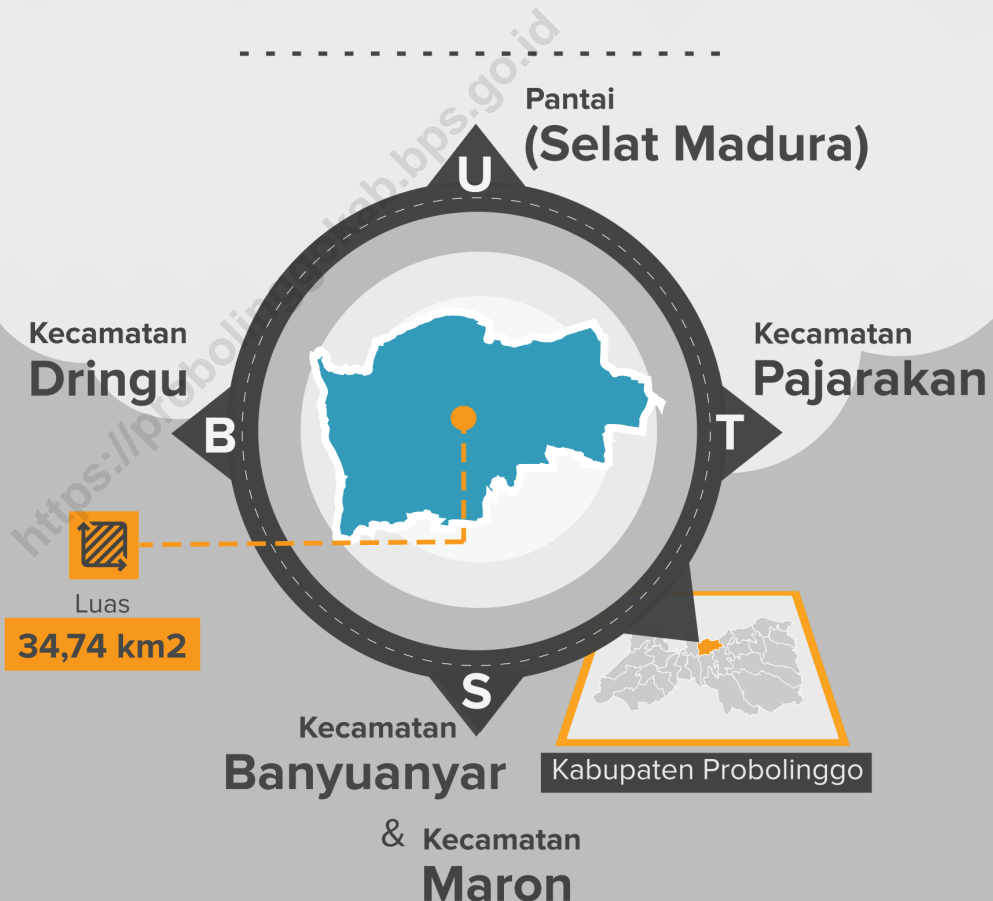 Pantai
(Selat Madura)
U
Kecamatan
Dringu
B
Kecamatan
Pajarakan
T
Luas
34,74 km2
S
Kecamatan
Banyuanyar
& Kecamatan
Maron
Kabupaten Probolinggo
https://probolinggokab.bps.go.id